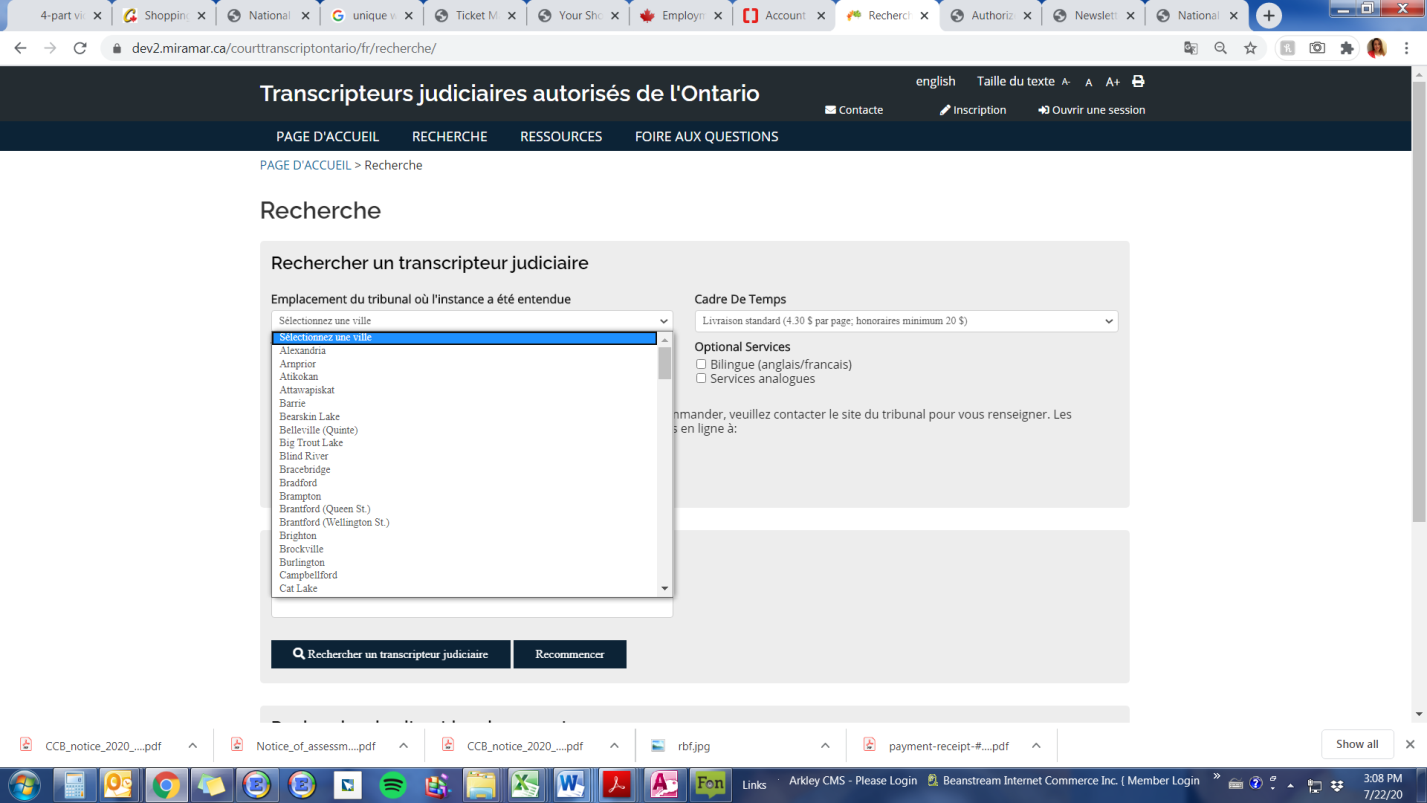 4-part vi
Shopping
National
unique w
Ticket M
Your Sho
Employm
Account
Recherch
Authoriz
Newslett
National
dev2.miramar.ca/courttranscriptontario/fr/recherche/
Transcripteurs judiciaires autorisés de l'Ontario
english Taille du texte A- A A+
Contacte Inscription Ouvrir une session
PAGE D'ACCUEIL RECHERCHE RESSOURCES FOIRE AUX QUESTIONS
PAGE D'ACCUEIL > Recherche
Recherche
Rechercher un transcripteur judiciaire
Emplacement du tribunal où l'instance a été entendue
Sélectionnez une ville
Sélectionnez une ville
Alexandria
Arnprior
Atikokan
Attawapiskat
Barrie
Bearskin Lake
Belleville (Quinte)
Big Trout Lake
Blind River
Bracebridge
Bradford
Brampton
Brantford (Queen St.)
Brantford (Wellington St.)
Brighton
Brockville
Burlington
Campbellford
Cat Lake
Cadre De Temps
Livraison standard (4.30 $ par page; honoraires minimum 20 $)
Optional Services
Bilingue (anglais/francais)
Services analogues
mmander, veuillez contacter le site du tribunal pour vous renseigner. Les
s en ligne à:
Rechercher un transcripteur judiciaire Recommencer
CCB_notice_2020_....pdf
Notice_of_assessm....pdf
CCB_notice_2020_....pdf
rbf.jpg
payment-receipt-#....pdf
Show all
Fon
Links
Arkley CMS - Please Login
Beanstream Internet Commerce Inc. { Member Login
3:08 PM
7/22/20